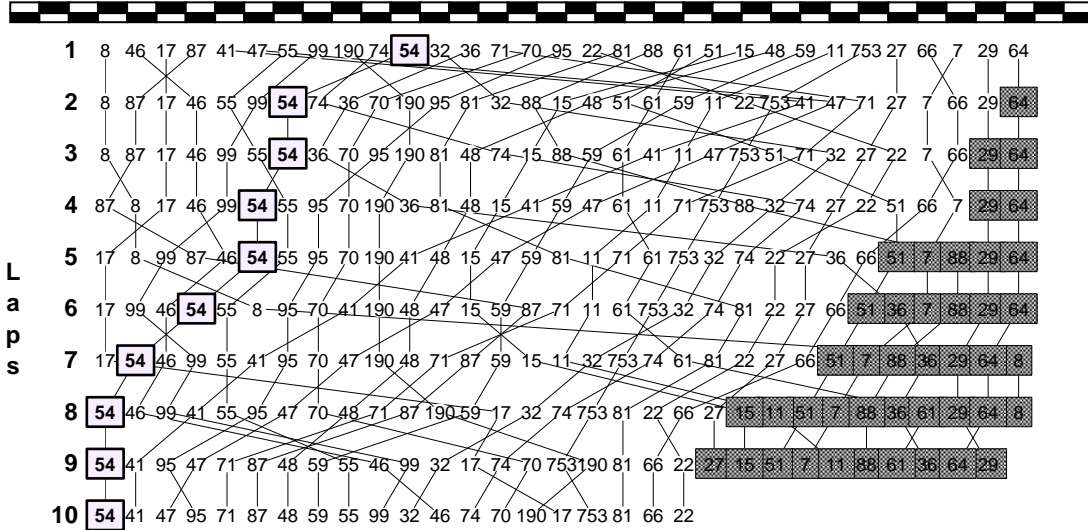 1 8 46 17 87 41 47 55 99 190 74 54 32 36 71 70 95 22 81 88 61 51 15 48 59 11 753 27 66 7 29 64
2 8 87 17 46 55 99 54 74 36 70 190 95 81 32 88 15 48 51 61 59 11 22 753 41 47 71 27 7 66 29 64
3 8 87 17 46 99 55 54 36 70 95 190 81 48 74 15 88 59 61 41 11 47 753 51 71 32 27 22 7 66 29 64
4 87 8 17 46 99 54 55 95 70 190 36 81 48 15 41 59 47 61 11 71 753 88 32 74 27 22 51 66 7 29 64
5 17 8 99 87 46 54 55 95 70 190 41 48 15 47 59 81 11 71 61 753 32 74 22 27 36 66 51 7 88 29 64
6 17 99 46 54 55 8 95 70 41 190 48 47 15 59 87 71 11 61 753 32 74 81 22 27 66 51 36 7 88 29 64
7 17 54 46 99 55 41 95 70 47 190 48 71 87 59 15 11 32 753 74 61 81 22 27 66 51 7 88 36 29 64 8
8 54 46 99 41 55 95 47 70 48 71 87 190 59 17 32 74 753 81 22 66 27 15 11 51 7 88 36 61 29 64 8
9 54 41 95 47 71 87 48 59 55 46 99 32 17 74 70 753 190 81 66 22 27 15 51 7 11 88 61 36 64 29
10 54 41 47 95 71 87 48 59 55 99 32 46 74 70 190 17 753 81 66 22
Laps